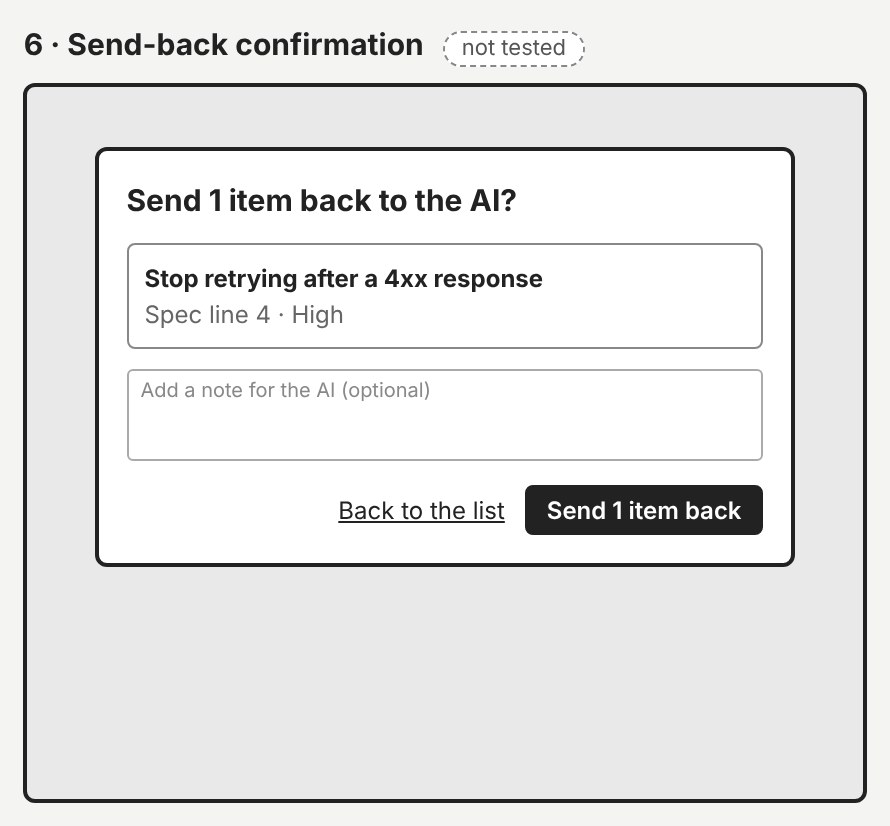 6 · Send-back confirmation not tested
Send 1 item back to the AI?
Stop retrying after a 4xx response
Spec line 4 · High
Add a note for the AI (optional)
Back to the list Send 1 item back